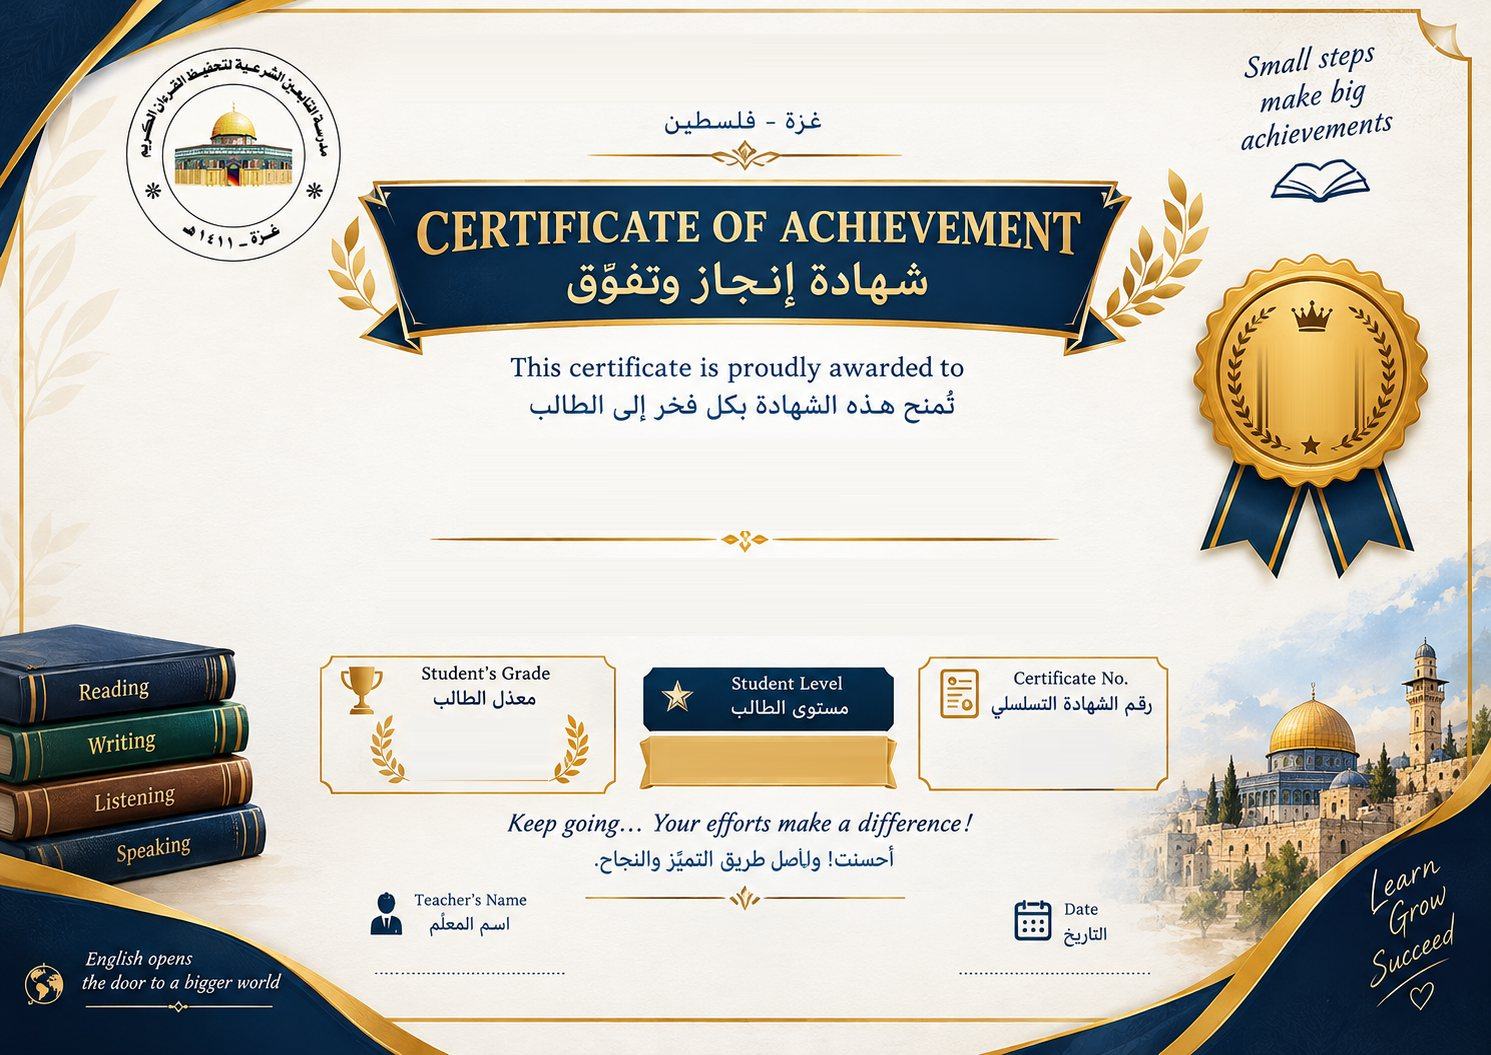 مدرسة التابعين الشرعية لتحفيظ القرءان الكريم
غزة ـ ١٤١١هـ
غزة - فلسطين
Small steps
make big
achievements
CERTIFICATE OF ACHIEVEMENT
شهادة إنجاز وتفوّق
This certificate is proudly awarded to
تُمنح هذه الشهادة بكل فخر إلى الطالب
Reading
Writing
Listening
Speaking
Student's Grade
معذل الطالب
Student Level
مستوى الطالب
Certificate No.
رقم الشهادة التسلسلي
Keep going... Your efforts make a difference!
أحسنت! طريق التميَّز والنجاح.
Teacher's Name
اسم المعلُم
Date
التاريخ
English opens
the door to a bigger world
Learn
Grow
Succeed